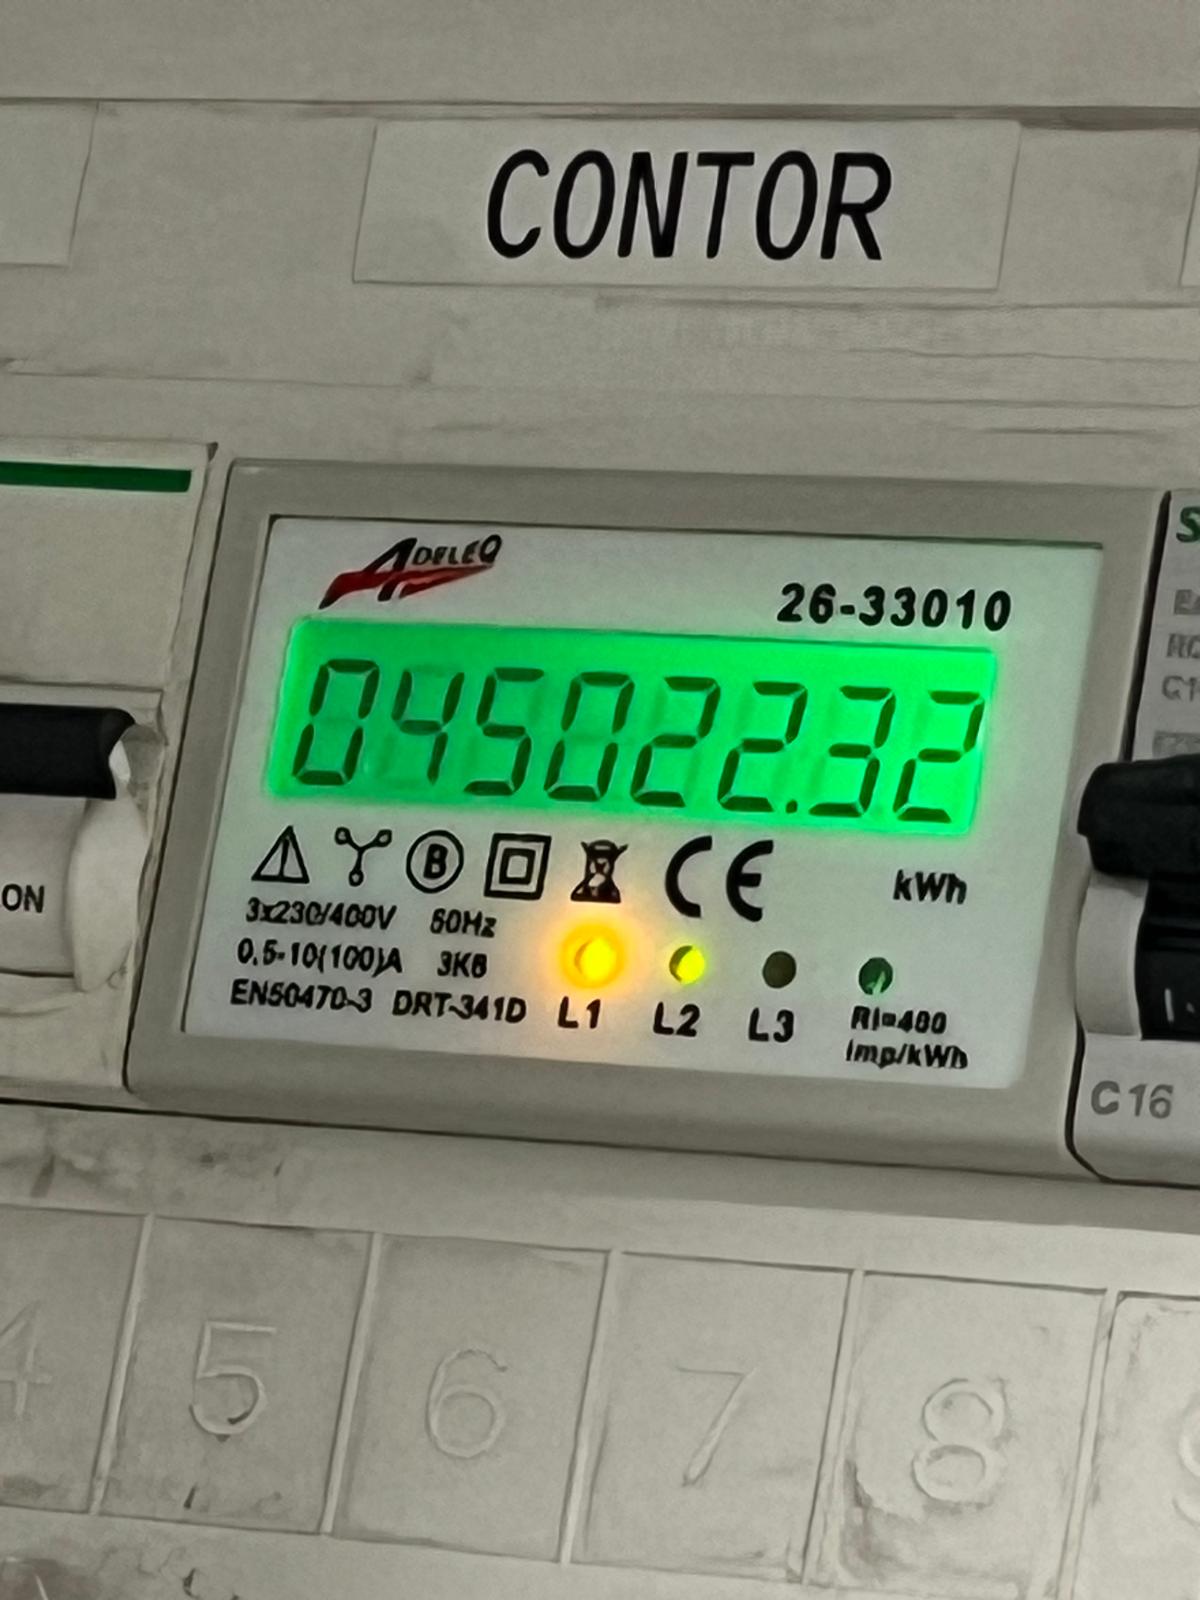 CONTOR
ADELEQ
26-33010
045022.32
kWh
3x230/400V 50Hz
0,5-10(100)A 3K6
EN50470-3 DRT-341D
L1 L2 L3
RI=400
imp/kWh
ON
C16
4 5 6 7 8